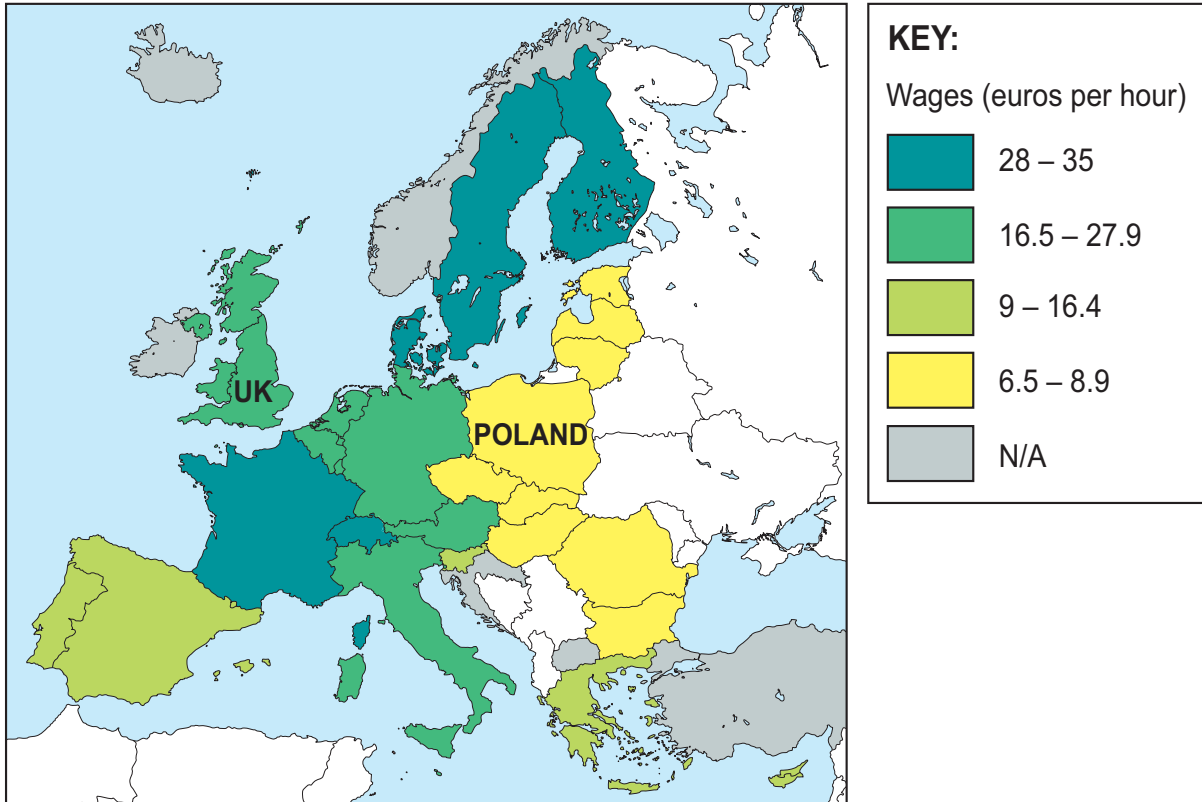 UK
POLAND
KEY:
Wages (euros per hour)
28 – 35
16.5 – 27.9
9 – 16.4
6.5 – 8.9
N/A